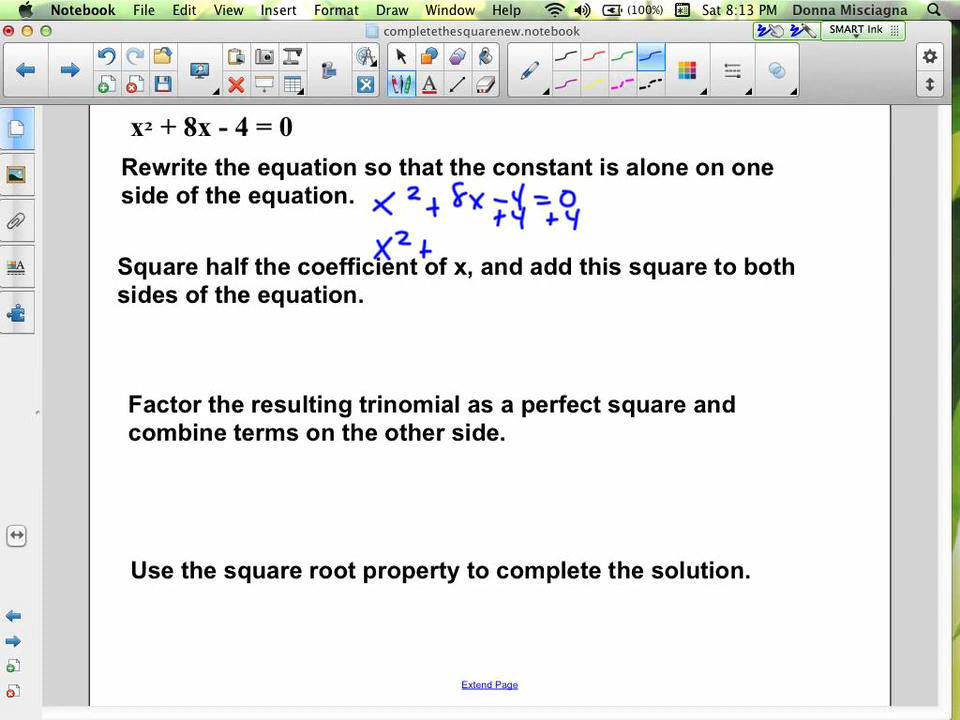 Notebook File Edit View Insert Format Draw Window Help (100%) Sat 8:13 PM Donna Misciagna
completethesquarenew.notebook
SMART Ink
x² + 8x - 4 = 0
Rewrite the equation so that the constant is alone on one
side of the equation.
x² + 8x - 4 = 0
+4 +4
x² +
Square half the coefficient of x, and add this square to both
sides of the equation.
Factor the resulting trinomial as a perfect square and
combine terms on the other side.
Use the square root property to complete the solution.
Extend Page